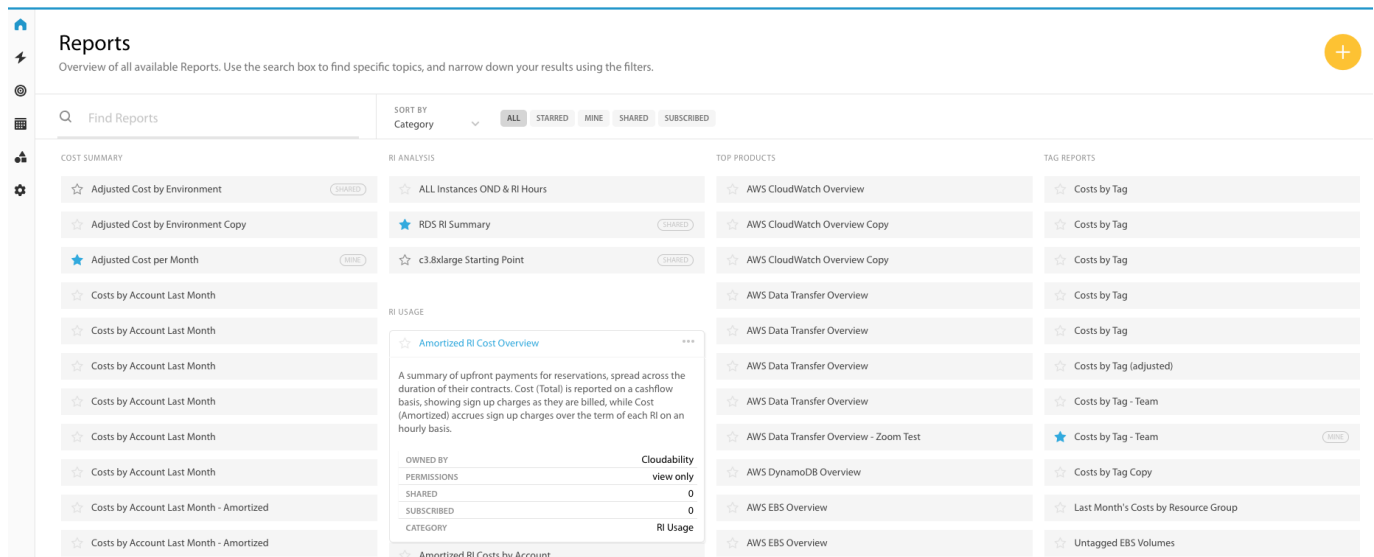 Reports
Overview of all available Reports. Use the search box to find specific topics, and narrow down your results using the filters.
Find Reports
SORT BY
Category
ALL STARRED MINE SHARED SUBSCRIBED
COST SUMMARY
Adjusted Cost by Environment SHARED
Adjusted Cost by Environment Copy
Adjusted Cost per Month MINE
Costs by Account Last Month
Costs by Account Last Month
Costs by Account Last Month
Costs by Account Last Month
Costs by Account Last Month
Costs by Account Last Month
Costs by Account Last Month - Amortized
Costs by Account Last Month - Amortized
RI ANALYSIS
ALL Instances OND & RI Hours
RDS RI Summary SHARED
c3.8xlarge Starting Point SHARED
RI USAGE
Amortized RI Cost Overview
A summary of upfront payments for reservations, spread across the
duration of their contracts. Cost (Total) is reported on a cashflow
basis, showing sign up charges as they are billed, while Cost
(Amortized) accrues sign up charges over the term of each RI on an
hourly basis.
OWNED BY Cloudability
PERMISSIONS view only
SHARED 0
SUBSCRIBED 0
CATEGORY RI Usage
Amortized RI Costs by Account
TOP PRODUCTS
AWS CloudWatch Overview
AWS CloudWatch Overview Copy
AWS CloudWatch Overview Copy
AWS Data Transfer Overview
AWS Data Transfer Overview
AWS Data Transfer Overview
AWS Data Transfer Overview
AWS Data Transfer Overview - Zoom Test
AWS DynamoDB Overview
AWS EBS Overview
AWS EBS Overview
TAG REPORTS
Costs by Tag
Costs by Tag
Costs by Tag
Costs by Tag
Costs by Tag
Costs by Tag (adjusted)
Costs by Tag - Team
Costs by Tag - Team MINE
Costs by Tag Copy
Last Month's Costs by Resource Group
Untagged EBS Volumes